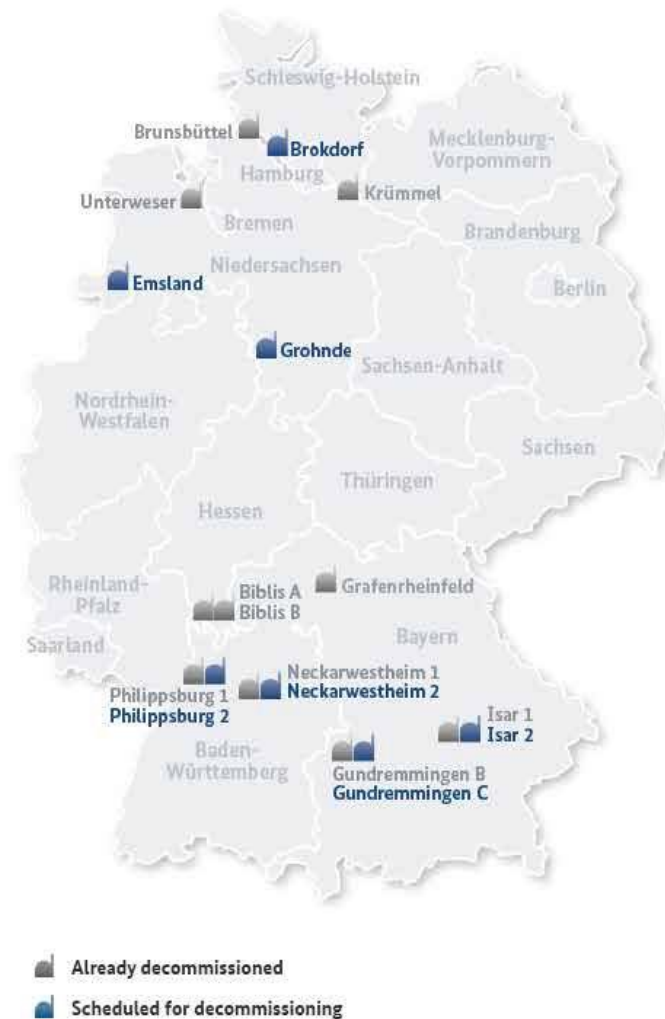 Schleswig-Holstein
Brunsbüttel
Brokdorf
Mecklenburg-
Vorpommern
Hamburg
Unterweser
Krümmel
Bremen
Brandenburg
Niedersachsen
Berlin
Emsland
Grohnde
Sachsen-Anhalt
Nordrhein-
Westfalen
Sachsen
Thüringen
Hessen
Rheinland-
Pfalz
Biblis A
Biblis B
Grafenrheinfeld
Bayern
Saarland
Philippsburg 1
Philippsburg 2
Neckarwestheim 1
Neckarwestheim 2
Isar 1
Isar 2
Baden-
Württemberg
Gundremmingen B
Gundremmingen C
Already decommissioned
Scheduled for decommissioning